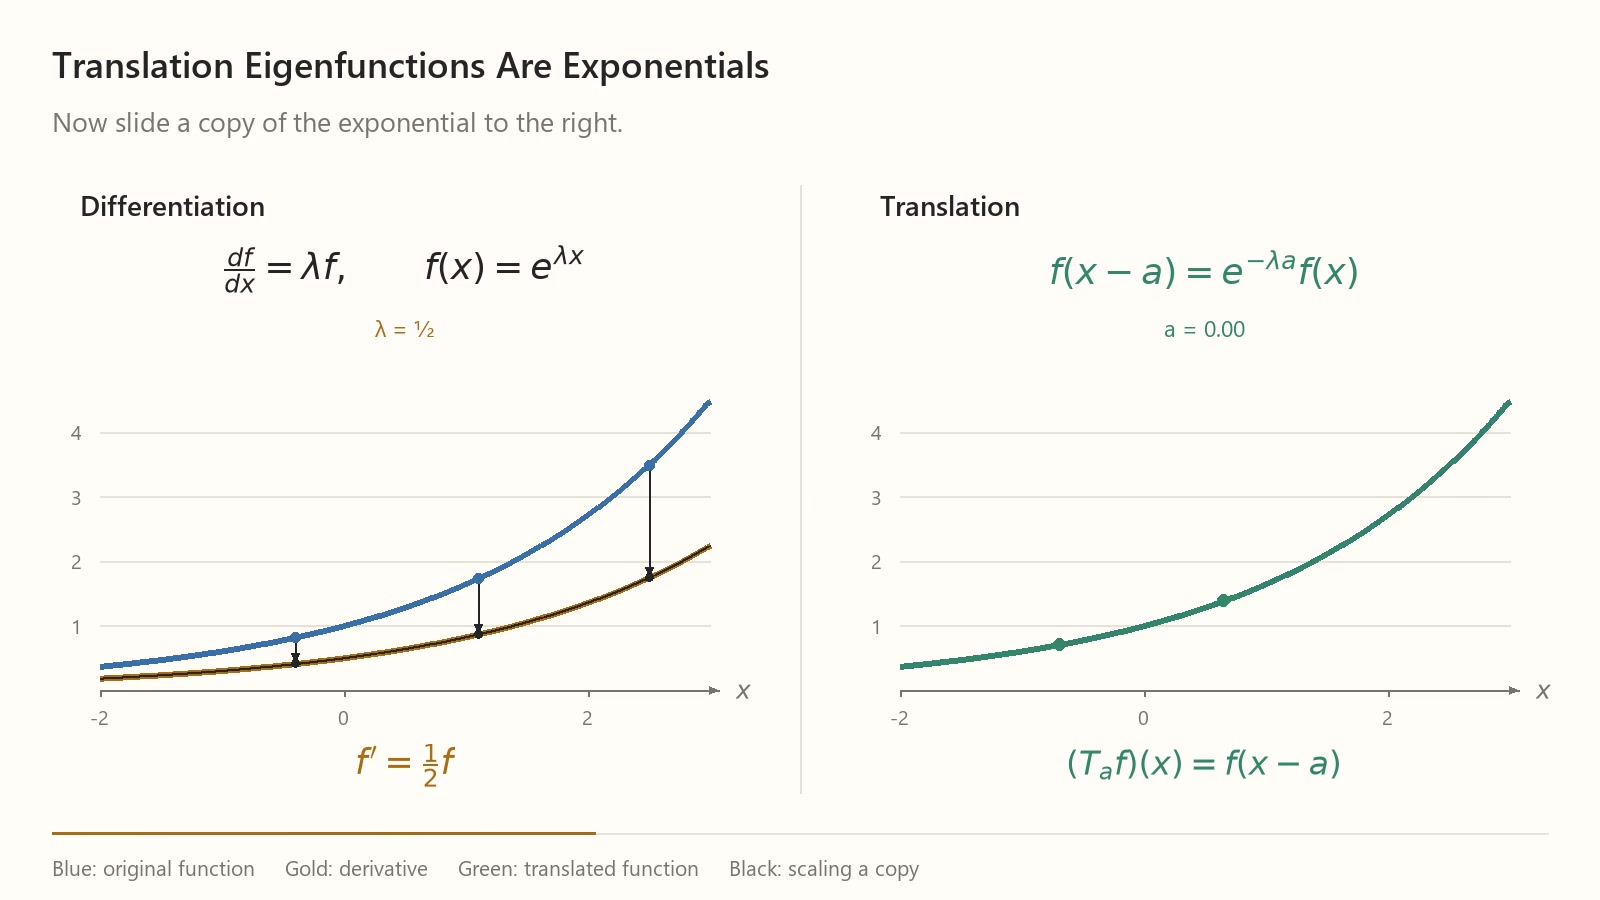 Translation Eigenfunctions Are Exponentials
Now slide a copy of the exponential to the right.
Differentiation
df/dx = λf, f(x) = e^{λx}
λ = ½
4
3
2
1
-2 0 2 x
f′ = 1/2 f
Translation
f(x − a) = e^{−λa} f(x)
a = 0.00
4
3
2
1
-2 0 2 x
(T_a f)(x) = f(x − a)
Blue: original function Gold: derivative Green: translated function Black: scaling a copy